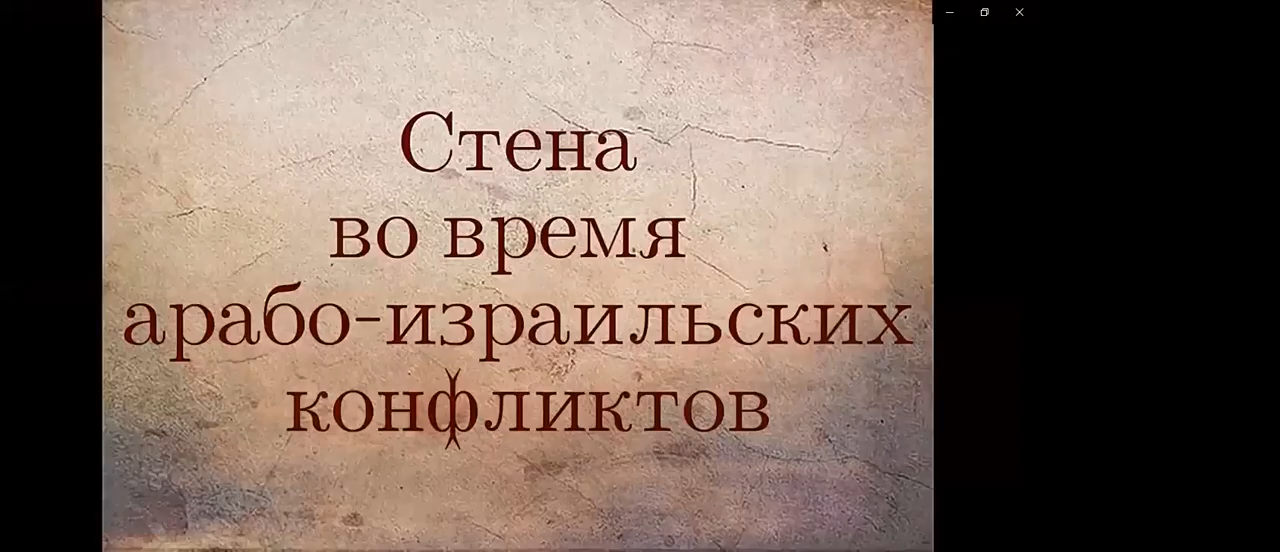 Стена
во время
арабо-израильских
конфликтов